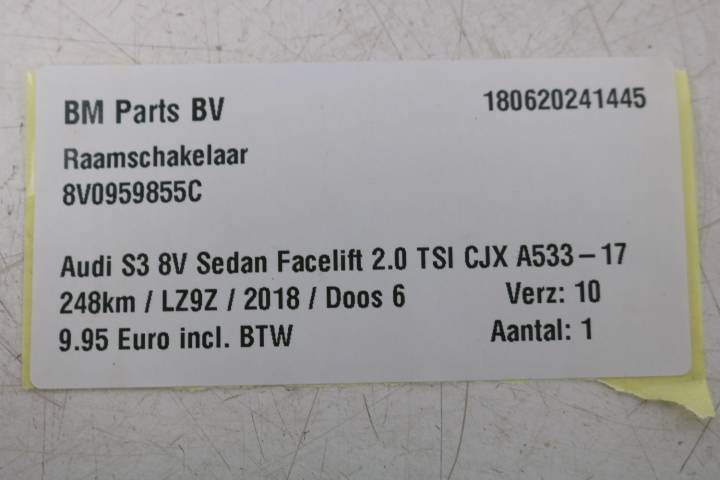 BM Parts BV 180620241445
Raamschakelaar
8V0959855C
Audi S3 8V Sedan Facelift 2.0 TSI CJX A533-17
248km / LZ9Z / 2018 / Doos 6 Verz: 10
9.95 Euro incl. BTW Aantal: 1